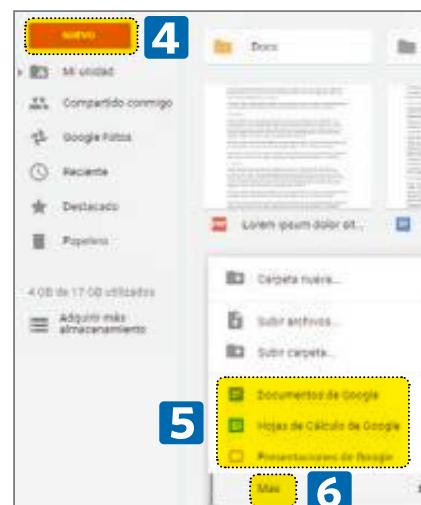 NUEVO
4
Docs
Mi unidad
Compartido conmigo
Google Fotos
Reciente
Destacado
Papelera
Lorem ipsum dolor sit...
Carpeta nueva...
4 GB de 17 GB utilizados
Subir archivos...
Adquirir más
almacenamiento
Subir carpeta...
Documentos de Google
5
Hojas de Cálculo de Google
Presentaciones de Google
Más
6